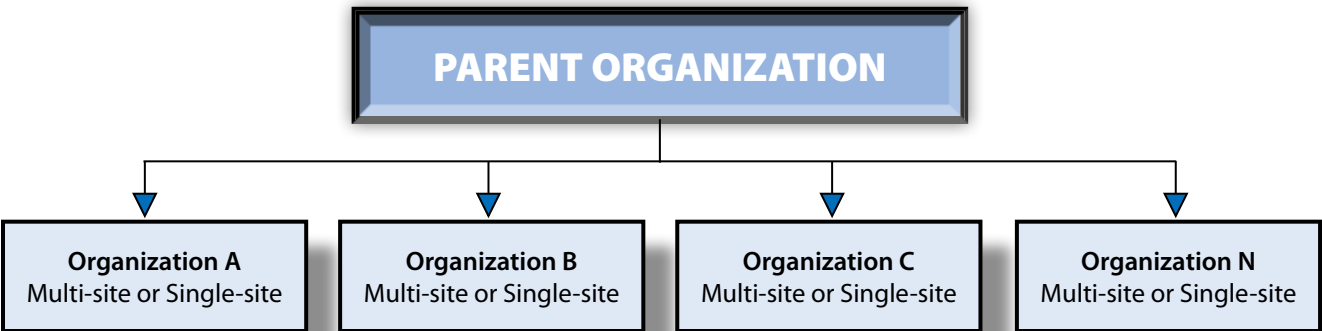 PARENT ORGANIZATION
Organization A
Multi-site or Single-site
Organization B
Multi-site or Single-site
Organization C
Multi-site or Single-site
Organization N
Multi-site or Single-site